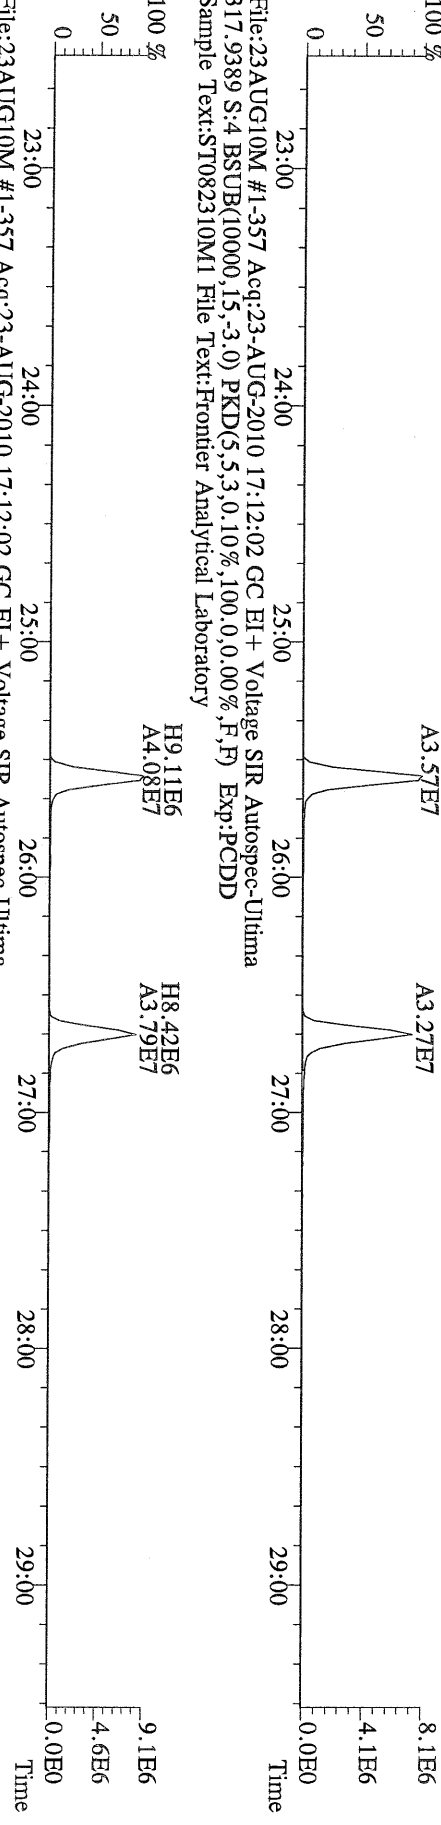 100 %
A3.57E7
A3.27E7
8.1E6
50
4.1E6
0
0.0E0
23:00
24:00
25:00
26:00
27:00
28:00
29:00
Time
File:23AUG10M #1-357 Acq:23-AUG-2010 17:12:02 GC EI+ Voltage SIR Autospec-Ultima
317.9389 S:4 BSUB(10000,15,-3.0) PKD(5,5,3,0.10%,100.0,0.00%,F,F) Exp:PCDD
Sample Text:ST082310M1 File Text:Frontier Analytical Laboratory
100 %
H9.11E6
A4.08E7
H8.42E6
A3.79E7
9.1E6
50
4.6E6
0
0.0E0
23:00
24:00
25:00
26:00
27:00
28:00
29:00
Time
File:23AUG10M #1-357 Acq:23-AUG-2010 17:12:02 GC EI+ Voltage SIR Autospec-Ultima